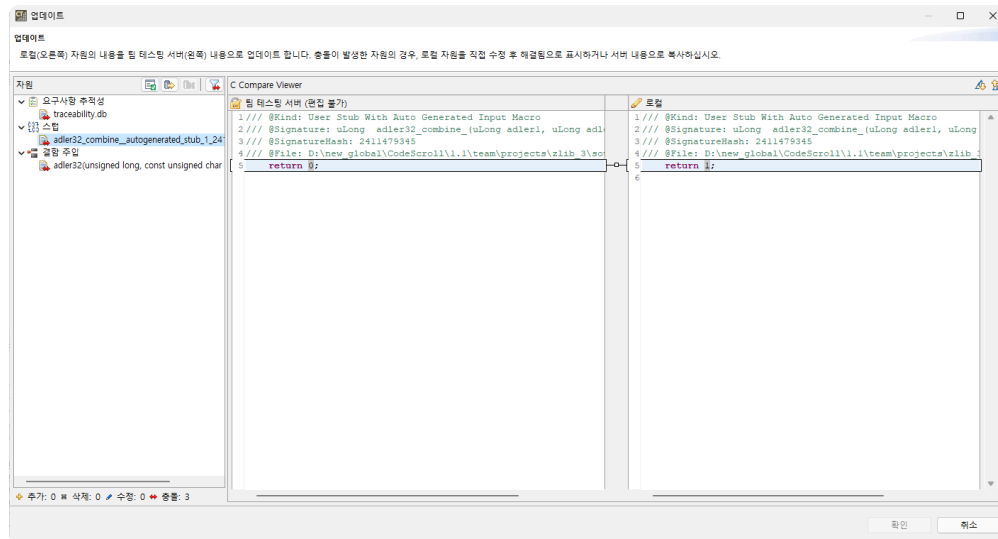 업데이트
업데이트
로컬(오른쪽) 자원의 내용을 팀 테스팅 서버(왼쪽) 내용으로 업데이트 합니다. 충돌이 발생한 자원의 경우, 로컬 자원을 직접 수정 후 해결됨으로 표시하거나 서버 내용으로 복사하십시오.
자원
요구사항 추적성
traceability.db
스텁
adler32_combine__autogenerated_stub_1_24
결함 주입
adler32(unsigned long, const unsigned char
추가: 0 삭제: 0 수정: 0 충돌: 3
C Compare Viewer
팀 테스팅 서버 (편집 불가)
1 /// @Kind: User Stub With Auto Generated Input Macro
2 /// @Signature: uLong adler32_combine_(uLong adler1, uLong adl
3 /// @SignatureHash: 2411479345
4 /// @File: D:\new_global\CodeScroll\1.1\team\projects\zlib_3\so
5 return 0;
로컬
1 /// @Kind: User Stub With Auto Generated Input Macro
2 /// @Signature: uLong adler32_combine_(uLong adler1, uLong
3 /// @SignatureHash: 2411479345
4 /// @File: D:\new_global\CodeScroll\1.1\team\projects\zlib_
5 return 1;
6
확인
취소